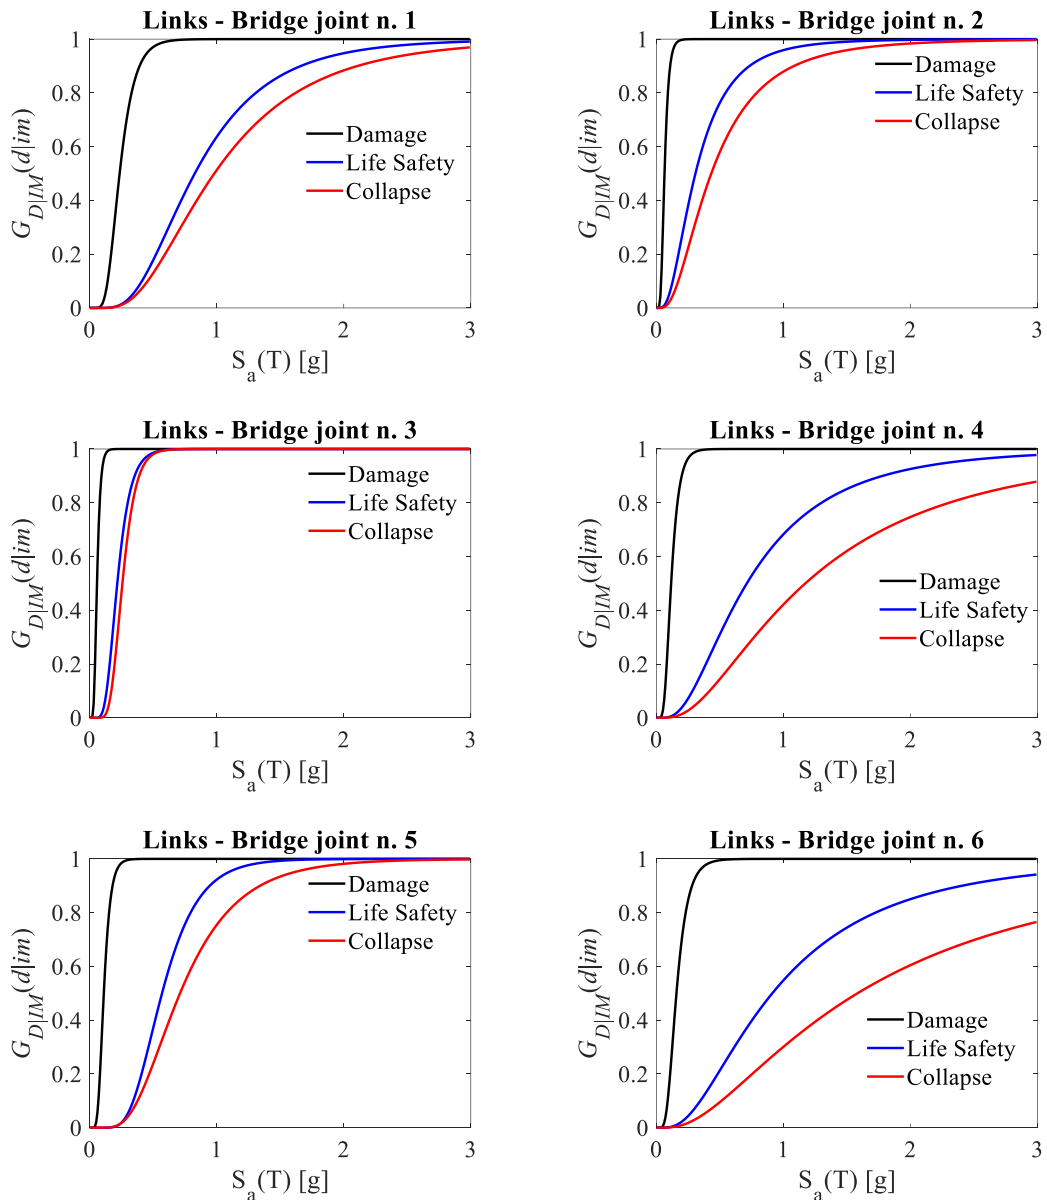 Links - Bridge joint n. 1
1
0.8
0.6
0.4
0.2
0
0 1 2 3
G_{D|IM}(d|im)
S_a(T) [g]
Damage
Life Safety
Collapse
Links - Bridge joint n. 2
1
0.8
0.6
0.4
0.2
0
0 1 2 3
G_{D|IM}(d|im)
S_a(T) [g]
Damage
Life Safety
Collapse
Links - Bridge joint n. 3
1
0.8
0.6
0.4
0.2
0
0 1 2 3
G_{D|IM}(d|im)
S_a(T) [g]
Damage
Life Safety
Collapse
Links - Bridge joint n. 4
1
0.8
0.6
0.4
0.2
0
0 1 2 3
G_{D|IM}(d|im)
S_a(T) [g]
Damage
Life Safety
Collapse
Links - Bridge joint n. 5
1
0.8
0.6
0.4
0.2
0
0 1 2 3
G_{D|IM}(d|im)
S_a(T) [g]
Damage
Life Safety
Collapse
Links - Bridge joint n. 6
1
0.8
0.6
0.4
0.2
0
0 1 2 3
G_{D|IM}(d|im)
S_a(T) [g]
Damage
Life Safety
Collapse